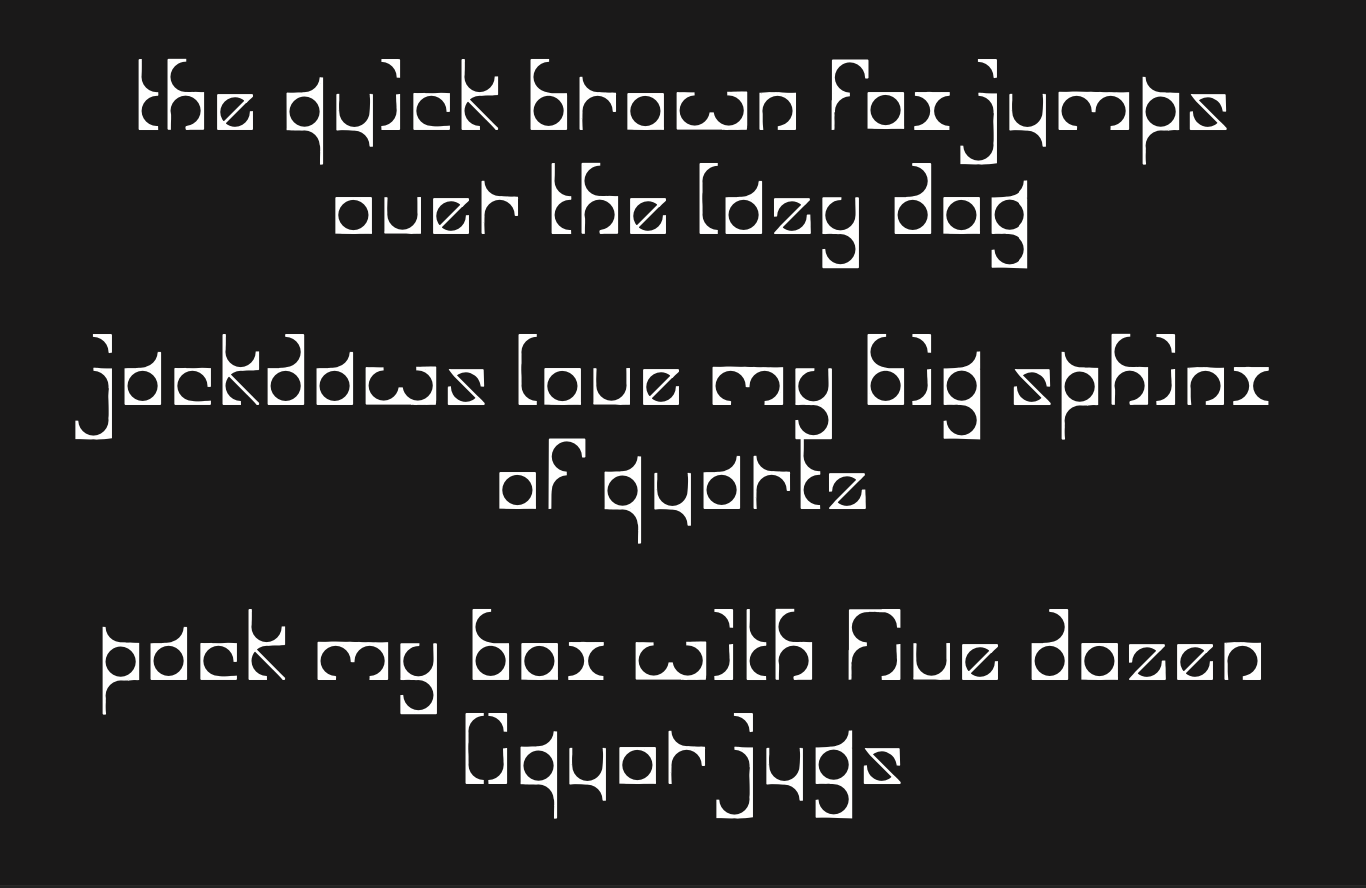 the quick brown fox jumps
over the lazy dog
jackdaws love my big sphinx
of quartz
pack my box with five dozen
liquor jugs